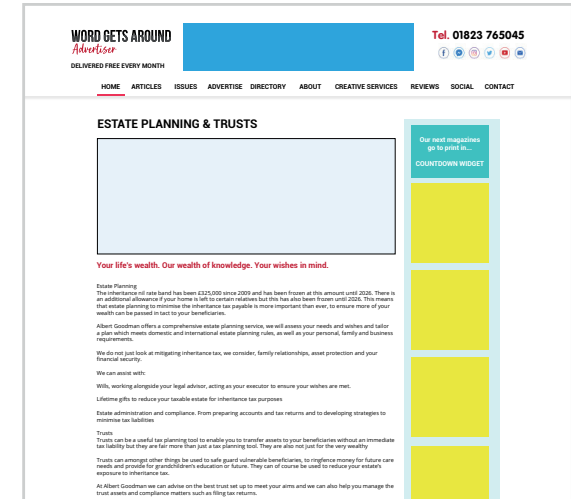 WORD GETS AROUND
Advertiser
DELIVERED FREE EVERY MONTH
Tel. 01823 765045
HOME ARTICLES ISSUES ADVERTISE DIRECTORY ABOUT CREATIVE SERVICES REVIEWS SOCIAL CONTACT
ESTATE PLANNING & TRUSTS
Our next magazines
go to print in...
COUNTDOWN WIDGET
Your life's wealth. Our wealth of knowledge. Your wishes in mind.
Estate Planning
The inheritance nil rate band has been £325,000 since 2009 and has been frozen at this amount until 2026. There is
an additional allowance if your home is left to certain relatives but this has also been frozen until 2026. This means
that estate planning to minimise the inheritance tax payable is more important than ever, to ensure more of your
wealth can be passed in tact to your beneficiaries.
Albert Goodman offers a comprehensive estate planning service, we will assess your needs and wishes and tailor
a plan which meets domestic and international estate planning rules, as well as your personal, family and business
requirements.
We do not just look at mitigating inheritance tax, we consider, family relationships, asset protection and your
financial security.
We can assist with:
Wills, working alongside your legal advisor, acting as your executor to ensure your wishes are met.
Lifetime gifts to reduce your taxable estate for inheritance tax purposes
Estate administration and compliance. From preparing accounts and tax returns and to developing strategies to
minimise tax liabilities
Trusts
Trusts can be a useful tax planning tool to enable you to transfer assets to your beneficiaries without an immediate
tax liability but they are fair more than just a tax planning tool. They are also not just for the very wealthy
Trusts can amongst other things be used to safe guard vulnerable beneficiaries, to ringfence money for future care
needs and provide for grandchildren's education or future. They can of course be used to reduce your estate's
exposure to inheritance tax.
At Albert Goodman we can advise on the best trust set up to meet your aims and we can also help you manage the
trust assets and compliance matters such as filing tax returns.